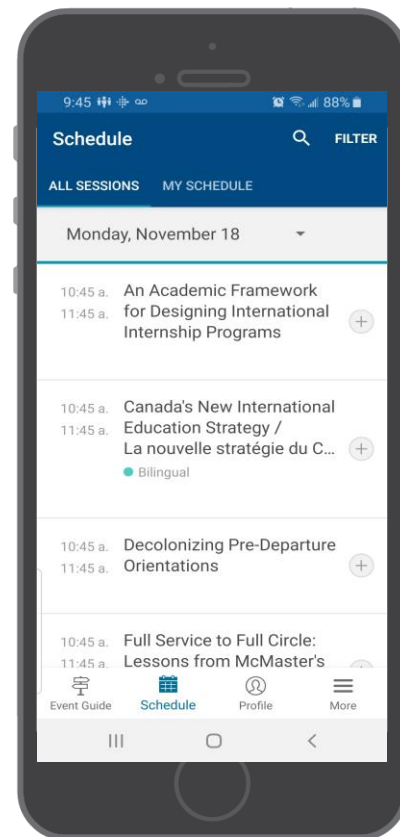 9:45 88%
Schedule FILTER
ALL SESSIONS MY SCHEDULE
Monday, November 18
10:45 a. An Academic Framework
11:45 a. for Designing International
Internship Programs
10:45 a. Canada's New International
11:45 a. Education Strategy /
La nouvelle stratégie du C...
Bilingual
10:45 a. Decolonizing Pre-Departure
11:45 a. Orientations
10:45 a. Full Service to Full Circle:
11:45 a. Lessons from McMaster's
Event Guide Schedule Profile More